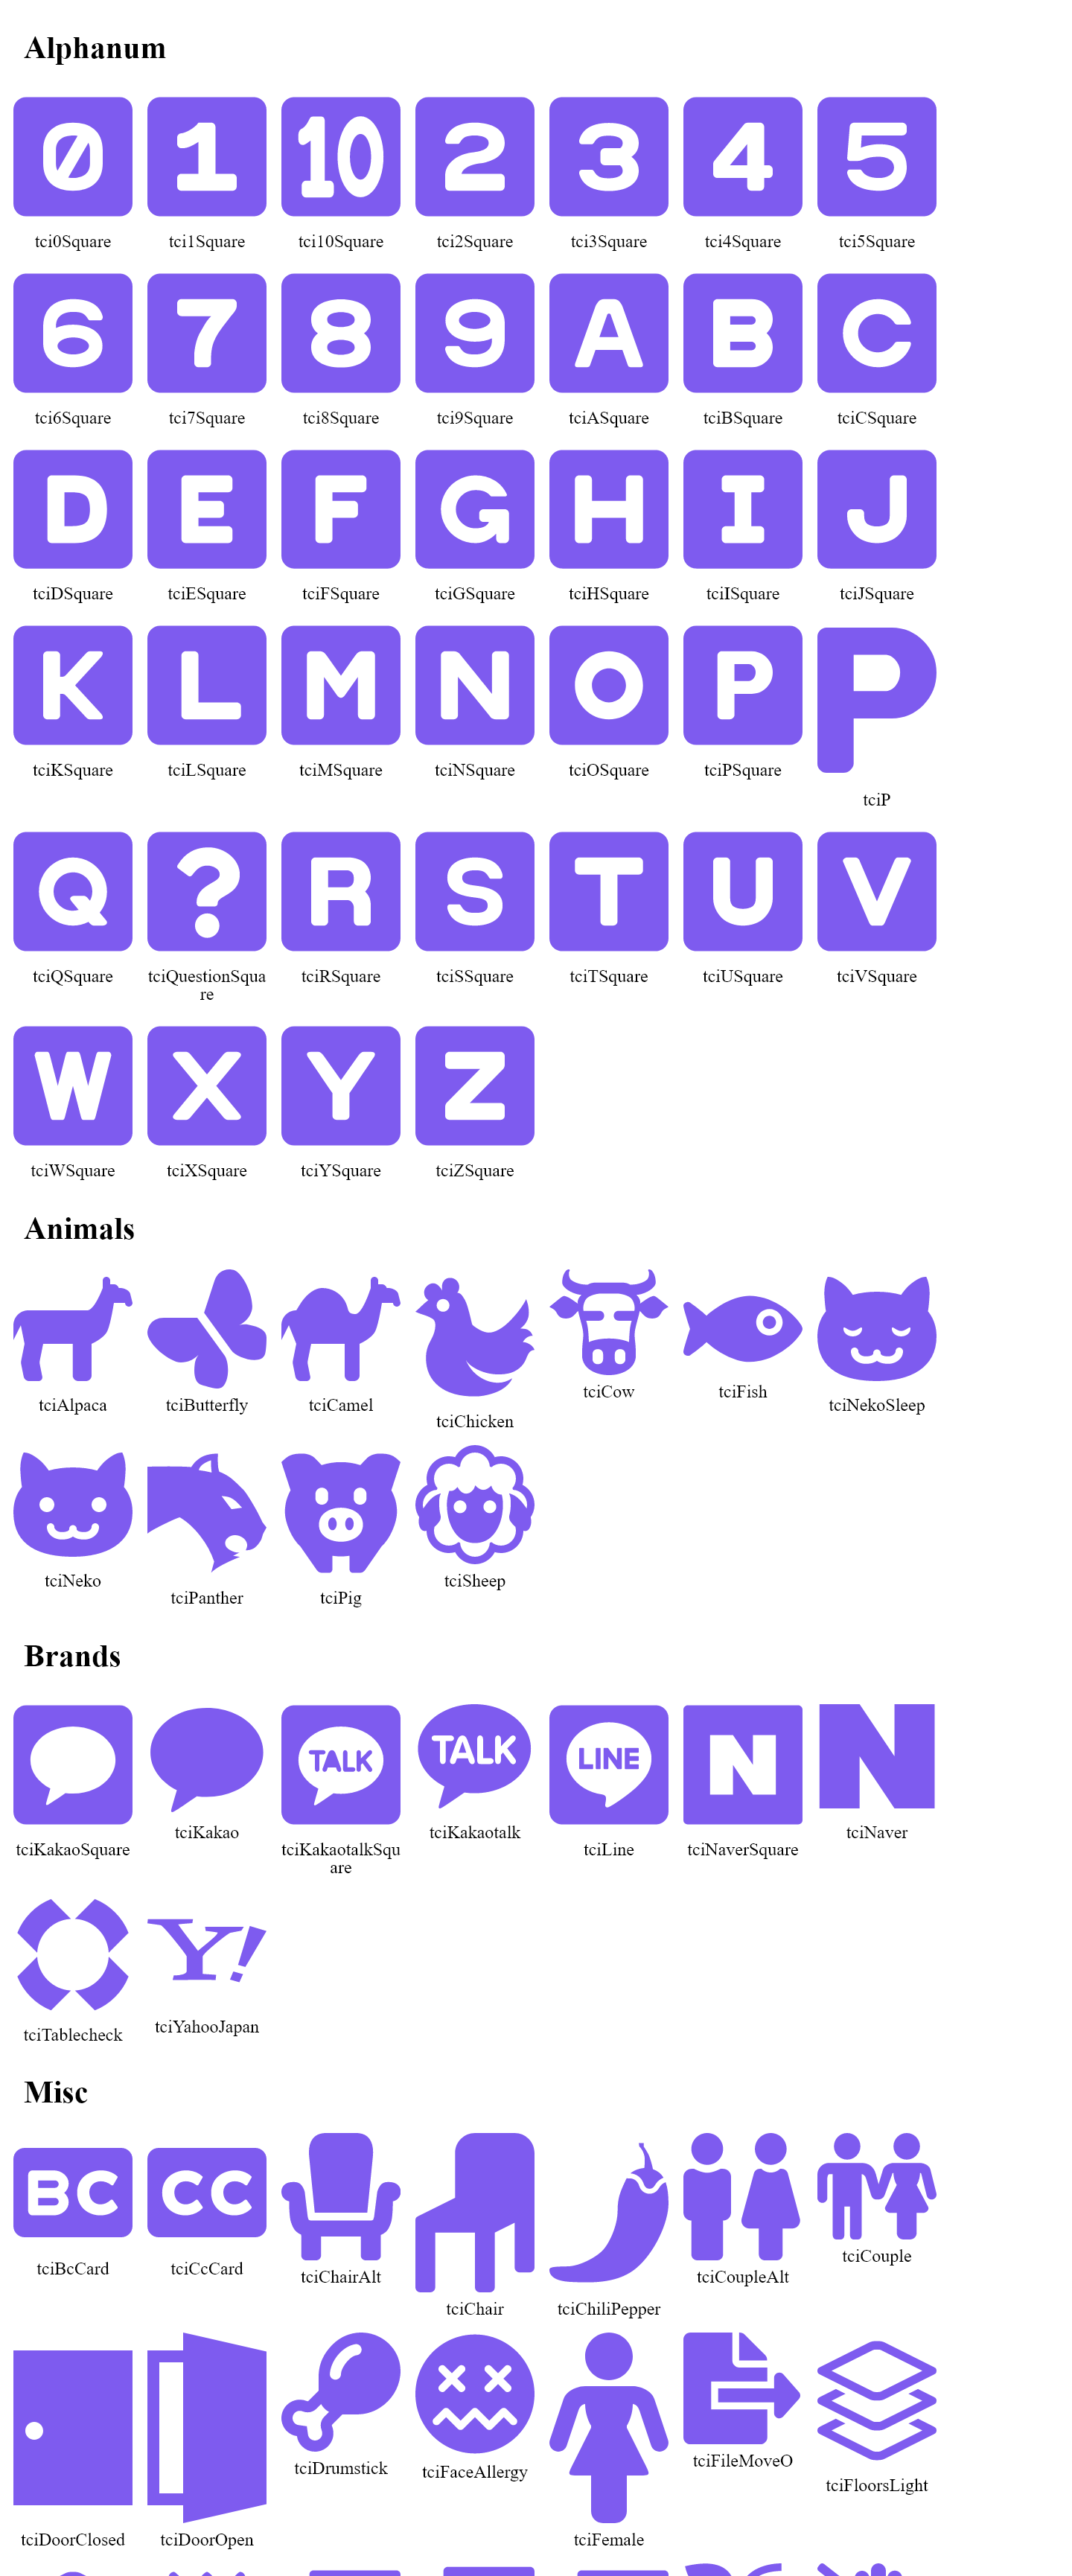 Alphanum
0 1 10 2 3 4 5
tci0Square tci1Square tci10Square tci2Square tci3Square tci4Square tci5Square
6 7 8 9 A B C
tci6Square tci7Square tci8Square tci9Square tciASquare tciBSquare tciCSquare
D E F G H I J
tciDSquare tciESquare tciFSquare tciGSquare tciHSquare tciISquare tciJSquare
K L M N O P P
tciKSquare tciLSquare tciMSquare tciNSquare tciOSquare tciPSquare tciP
Q ? R S T U V
tciQSquare tciQuestionSqua tciRSquare tciSSquare tciTSquare tciUSquare tciVSquare
re
W X Y Z
tciWSquare tciXSquare tciYSquare tciZSquare
Animals
tciAlpaca tciButterfly tciCamel tciChicken tciCow tciFish tciNekoSleep
tciNeko tciPanther tciPig tciSheep
Brands
TALK TALK LINE N N
tciKakaoSquare tciKakao tciKakaotalkSqu tciKakaotalk tciLine tciNaverSquare tciNaver
are
Y!
tciTablecheck tciYahooJapan
Misc
BC CC
tciBcCard tciCcCard tciChairAlt tciChair tciChiliPepper tciCoupleAlt tciCouple
tciDoorClosed tciDoorOpen tciDrumstick tciFaceAllergy tciFemale tciFileMoveO tciFloorsLight